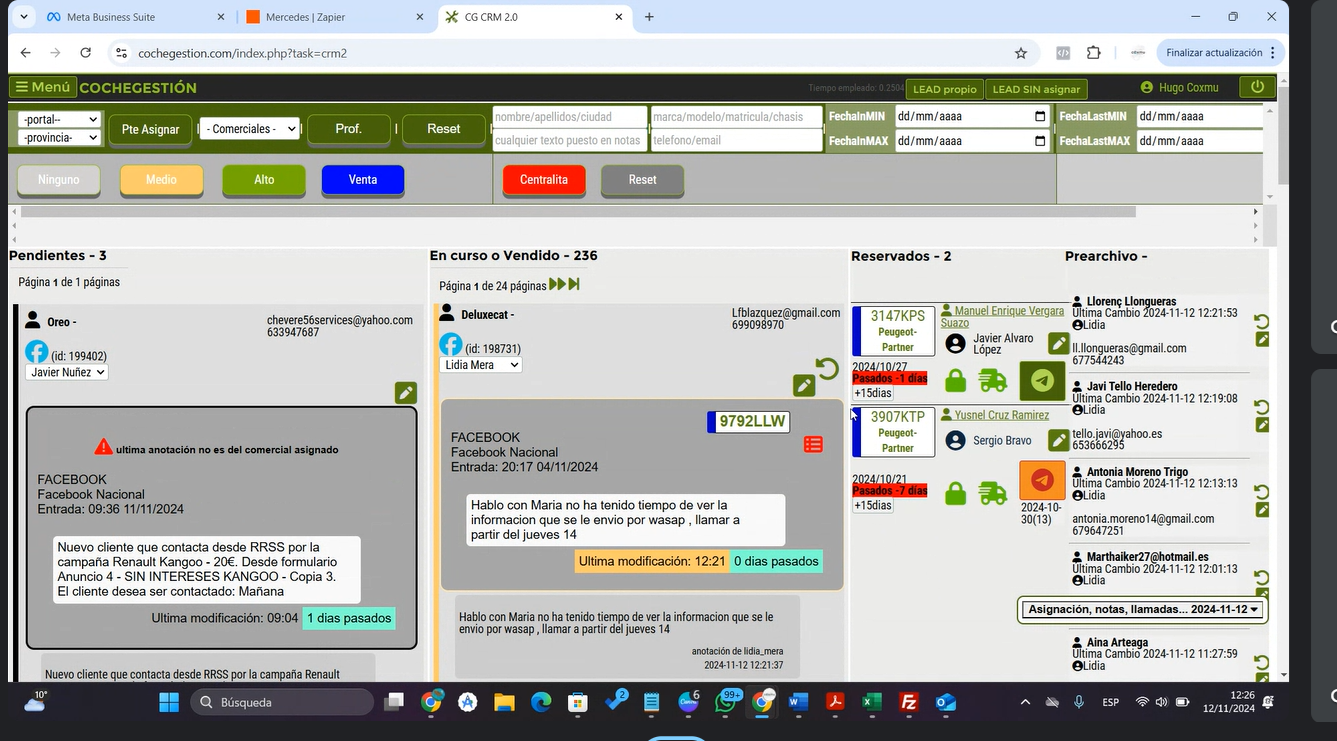 Meta Business Suite
Mercedes | Zapier
CG CRM 2.0
cochegestion.com/index.php?task=crm2
Finalizar actualización
Menú COCHEGESTIÓN
Tiempo empleado: 0.2504
LEAD propio
LEAD SIN asignar
Hugo Coxmu
-portal--
-provincia-
Pte Asignar
- Comerciales -
Prof.
Reset
nombre/apellidos/ciudad
marca/modelo/matricula/chasis
cualquier texto puesto en notas
telefono/email
FechaInMIN dd/mm/aaaa
FechaLastMIN dd/mm/aaaa
FechaInMAX dd/mm/aaaa
FechaLastMAX dd/mm/aaaa
Ninguno
Medio
Alto
Venta
Centralita
Reset
Pendientes - 3
Página 1 de 1 páginas
Oreo -
chevere56services@yahoo.com
633947687
(id: 199402)
Javier Nuñez
ultima anotación no es del comercial asignado
FACEBOOK
Facebook Nacional
Entrada: 09:36 11/11/2024
Nuevo cliente que contacta desde RRSS por la
campaña Renault Kangoo - 20€. Desde formulario
Anuncio 4 - SIN INTERESES KANGOO - Copia 3.
El cliente desea ser contactado: Mañana
Ultima modificación: 09:04 1 dias pasados
Nuevo cliente que contacta desde RRSS por la campaña Renault
En curso o Vendido - 236
Página 1 de 24 páginas
Deluxecat -
Lfblazquez@gmail.com
699098970
(id: 198731)
Lidia Mera
9792LLW
FACEBOOK
Facebook Nacional
Entrada: 20:17 04/11/2024
Hablo con Maria no ha tenido tiempo de ver la
informacion que se le envio por wasap , llamar a
partir del jueves 14
Ultima modificación: 12:21 0 dias pasados
Hablo con Maria no ha tenido tiempo de ver la informacion que se le
envio por wasap , llamar a partir del jueves 14
anotación de lidia_mera
2024-11-12 12:21:37
Reservados - 2
3147KPS
Peugeot-
Partner
Manuel Enrique Vergara
Suazo
Javier Alvaro
López
2024/10/27
Pasados -1 dias
+15dias
3907KTP
Peugeot-
Partner
Yusnel Cruz Ramirez
Sergio Bravo
2024/10/21
Pasados -7 dias
+15dias
2024-10-
30(13)
Prearchivo -
Llorenç Llongueras
Ultima Cambio 2024-11-12 12:21:53
Lidia
ll.llongueras@gmail.com
677544243
Javi Tello Heredero
Ultima Cambio 2024-11-12 12:19:08
Lidia
tello.javi@yahoo.es
653666295
Antonia Moreno Trigo
Ultima Cambio 2024-11-12 12:13:13
Lidia
antonia.moreno14@gmail.com
679647251
Marthaiker27@hotmail.es
Ultima Cambio 2024-11-12 12:01:13
Lidia
Asignación, notas, llamadas... 2024-11-12
Aina Arteaga
Ultima Cambio 2024-11-12 11:27:59
Lidia
10°
Búsqueda
2
6
99+
ESP
12:26
12/11/2024